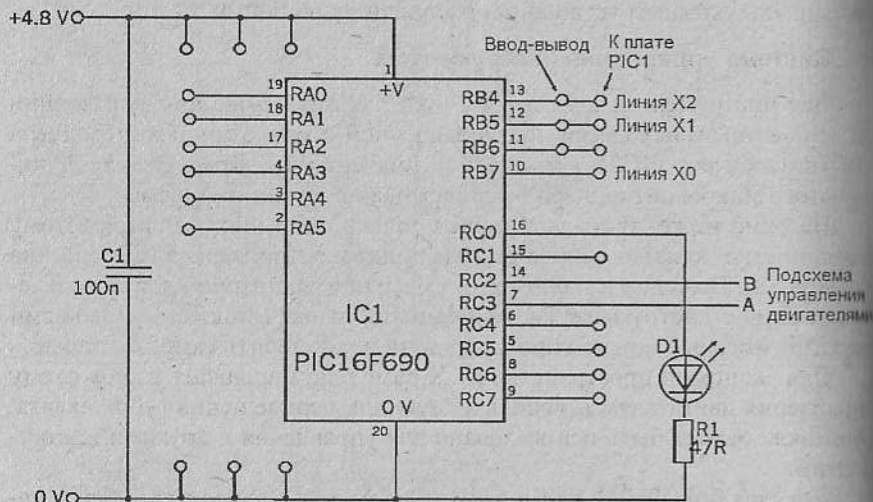 +4.8 V
Ввод-вывод
К плате
PIC1
1
+V
19
RA0
18
RA1
17
RA2
4
RA3
3
RA4
2
RA5
RB4
13
Линия X2
RB5
12
Линия X1
RB6
11
RB7
10
Линия X0
RC0
16
RC1
15
RC2
14
B
RC3
7
A
Подсхема
управления
двигателями
RC4
6
RC5
5
RC6
8
RC7
9
C1
100п
IC1
PIC16F690
D1
R1
47R
0 V
20
0 V